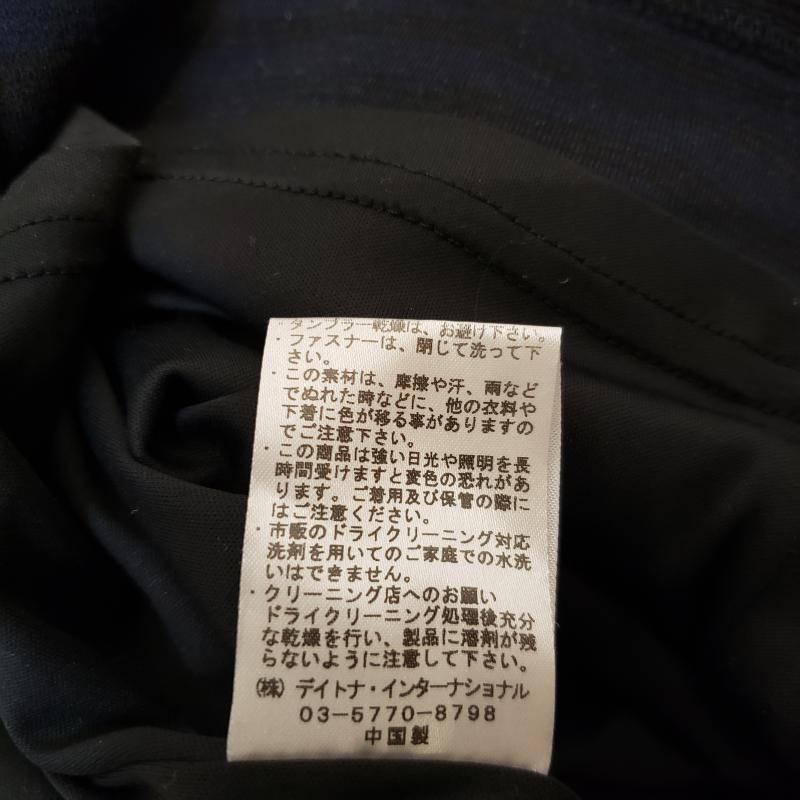 ・タンブラー乾燥は、お避け下さい。
・ファスナーは、閉じて洗って下
さい。
・この素材は、摩擦や汗、雨など
でぬれた時などに、他の衣料や
下着に色が移る事がありますの
でご注意下さい。
・この商品は強い日光や照明を長
時間受けますと変色の恐れがあ
ります。ご着用及び保管の際に
はご注意ください。
・市販のドライクリーニング対応
洗剤を用いてのご家庭での水洗
いはできません。
・クリーニング店へのお願い
ドライクリーニング処理後充分
な乾燥を行い、製品に溶剤が残
らないように注意して下さい。
㈱デイトナ・インターナショナル
03-5770-8798
中国製